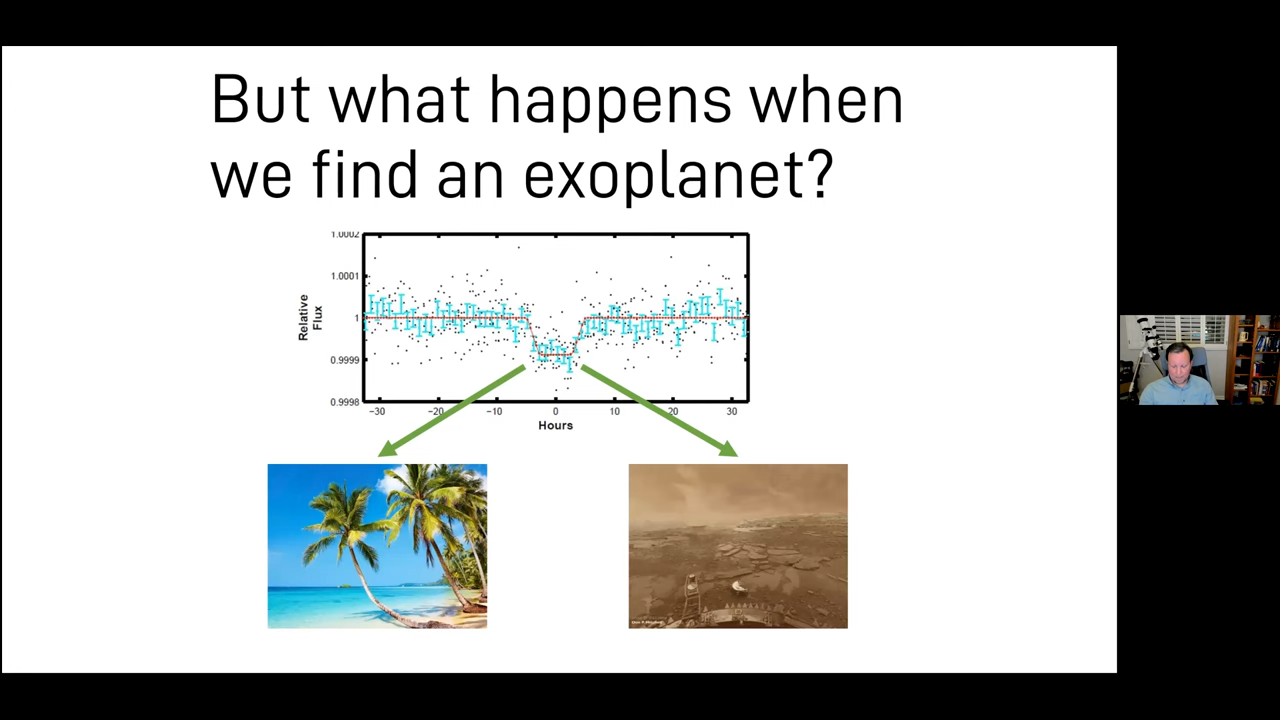 But what happens when
we find an exoplanet?
1.0002
1.0001
1
0.9999
0.9998
Relative
Flux
−30 −20 −10 0 10 20 30
Hours